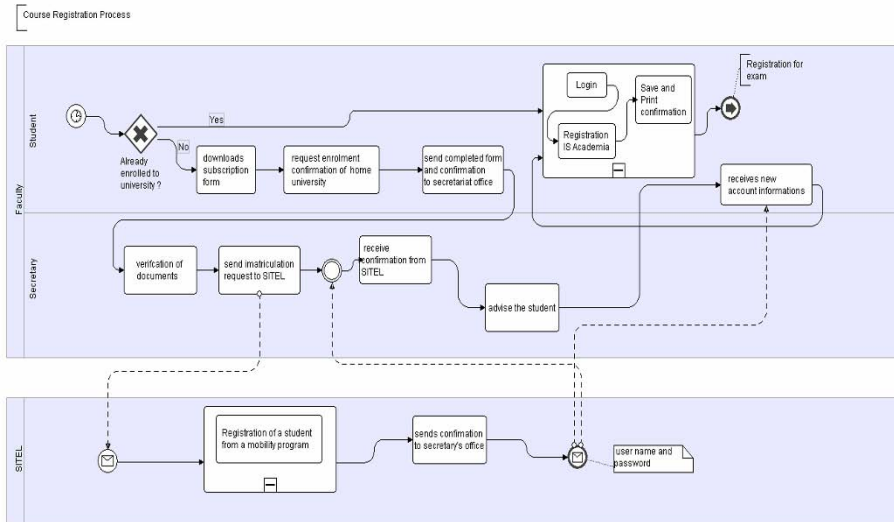 Course Registration Process
Faculty
Student
Already
enrolled to
university ?
Yes
No
downloads
subscription
form
request enrolment
confirmation of home
university
send completed form
and confirmation
to secretariat office
Login
Registration
IS Academia
Save and
Print
confirmation
Registration for
exam
receives new
account informations
Secretary
verifcation of
documents
send imatriculation
request to SITEL
receive
confirmation from
SITEL
advise the student
SITEL
Registration of a student
from a mobility program
sends confimation
to secretary's office
user name and
password